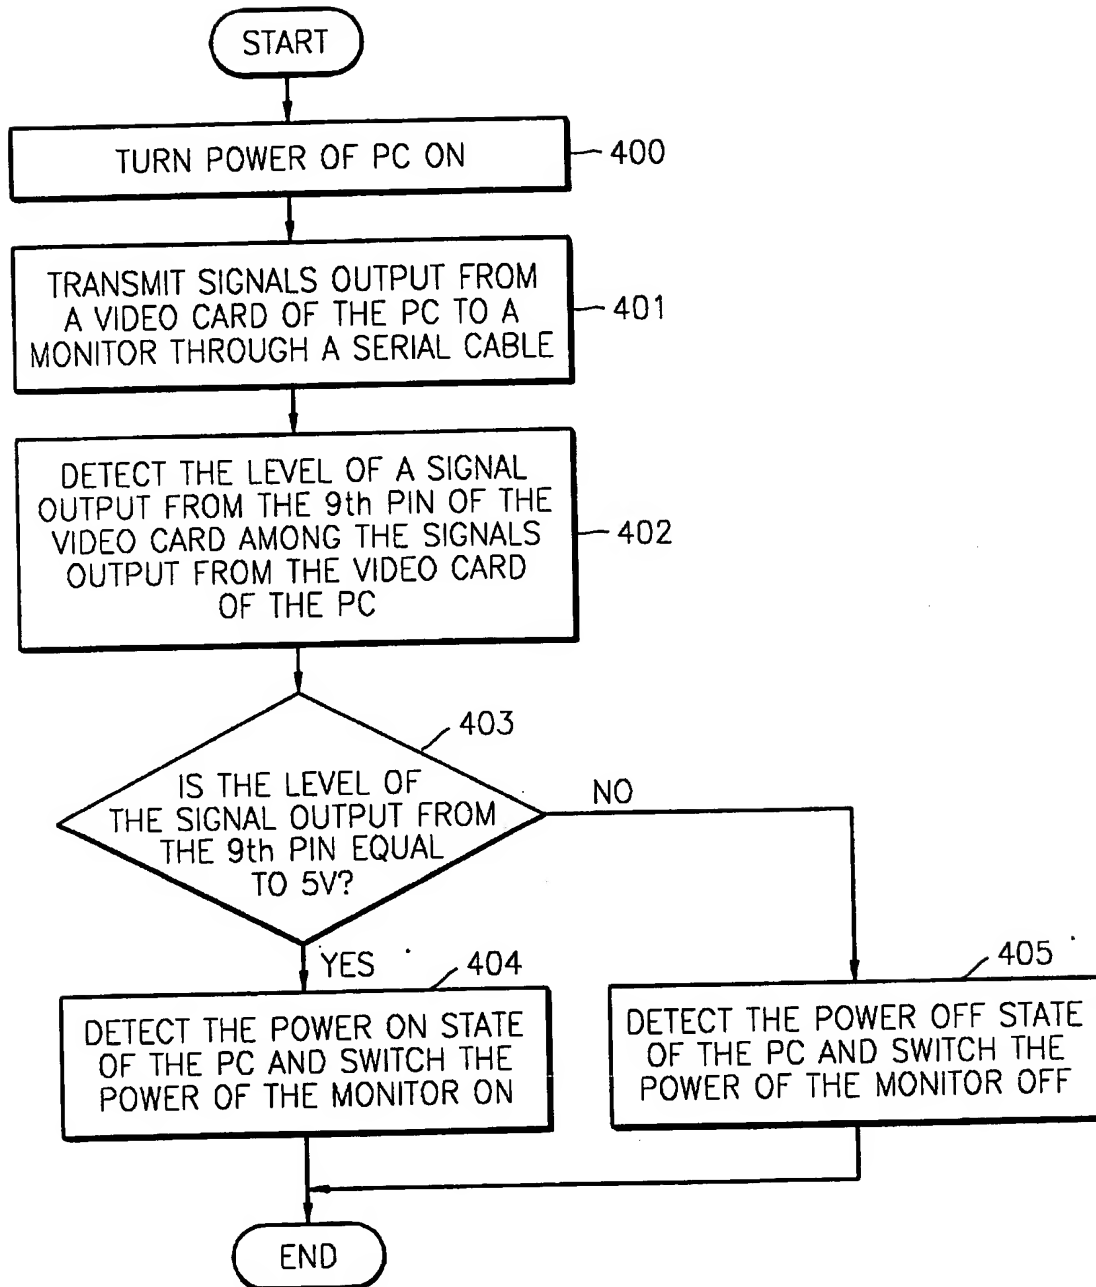 START
TURN POWER OF PC ON
400
TRANSMIT SIGNALS OUTPUT FROM
A VIDEO CARD OF THE PC TO A
MONITOR THROUGH A SERIAL CABLE
401
DETECT THE LEVEL OF A SIGNAL
OUTPUT FROM THE 9th PIN OF THE
VIDEO CARD AMONG THE SIGNALS
OUTPUT FROM THE VIDEO CARD
OF THE PC
402
403
IS THE LEVEL OF
THE SIGNAL OUTPUT FROM
THE 9th PIN EQUAL
TO 5V?
NO
YES
404
DETECT THE POWER ON STATE
OF THE PC AND SWITCH THE
POWER OF THE MONITOR ON
405
DETECT THE POWER OFF STATE
OF THE PC AND SWITCH THE
POWER OF THE MONITOR OFF
END